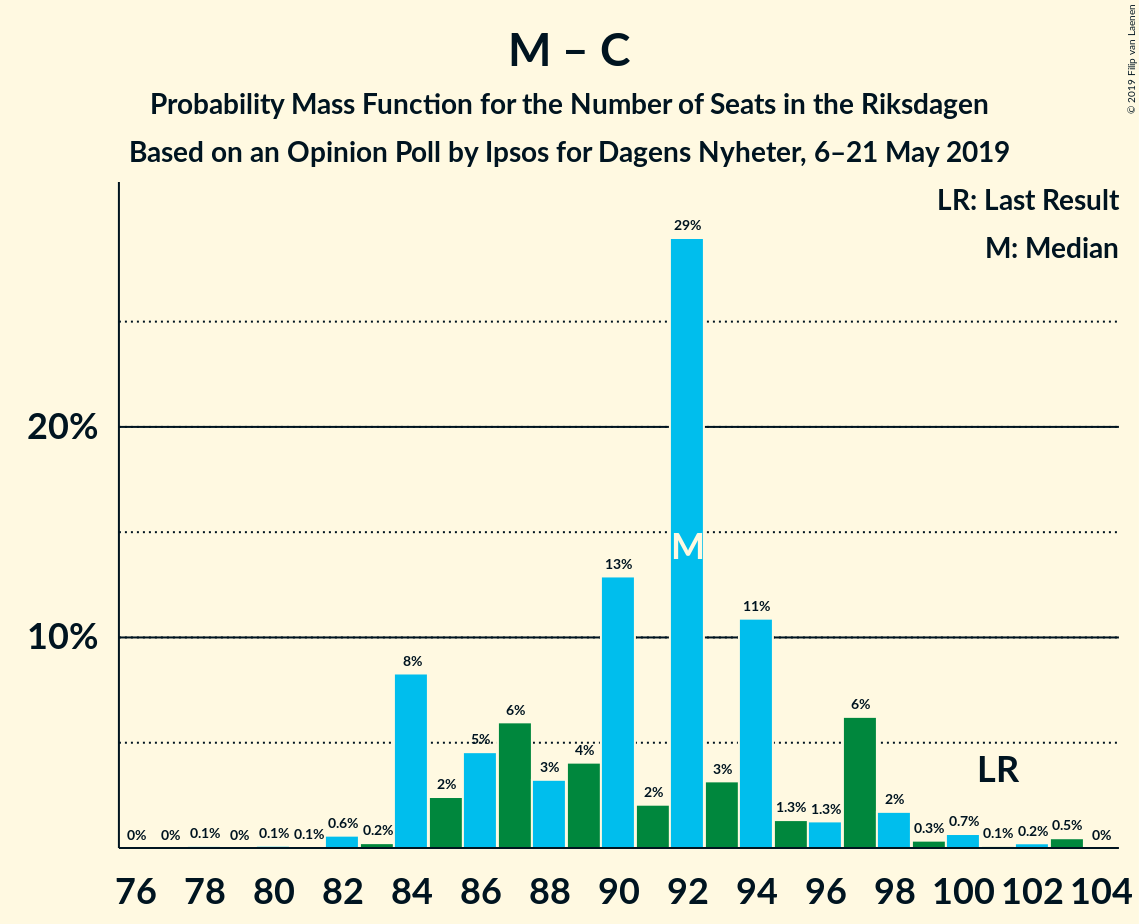 M – C
Probability Mass Function for the Number of Seats in the Riksdagen
Based on an Opinion Poll by Ipsos for Dagens Nyheter, 6–21 May 2019
© 2019 Filip van Laenen
LR: Last Result
M: Median
20%
10%
0% 0% 0.1% 0% 0.1% 0.1% 0.6% 0.2% 8% 2% 5% 6% 3% 4% 13% 2% 29% 3% 11% 1.3% 1.3% 6% 2% 0.3% 0.7% 0.1% 0.2% 0.5% 0%
M
LR
76 78 80 82 84 86 88 90 92 94 96 98 100 102 104